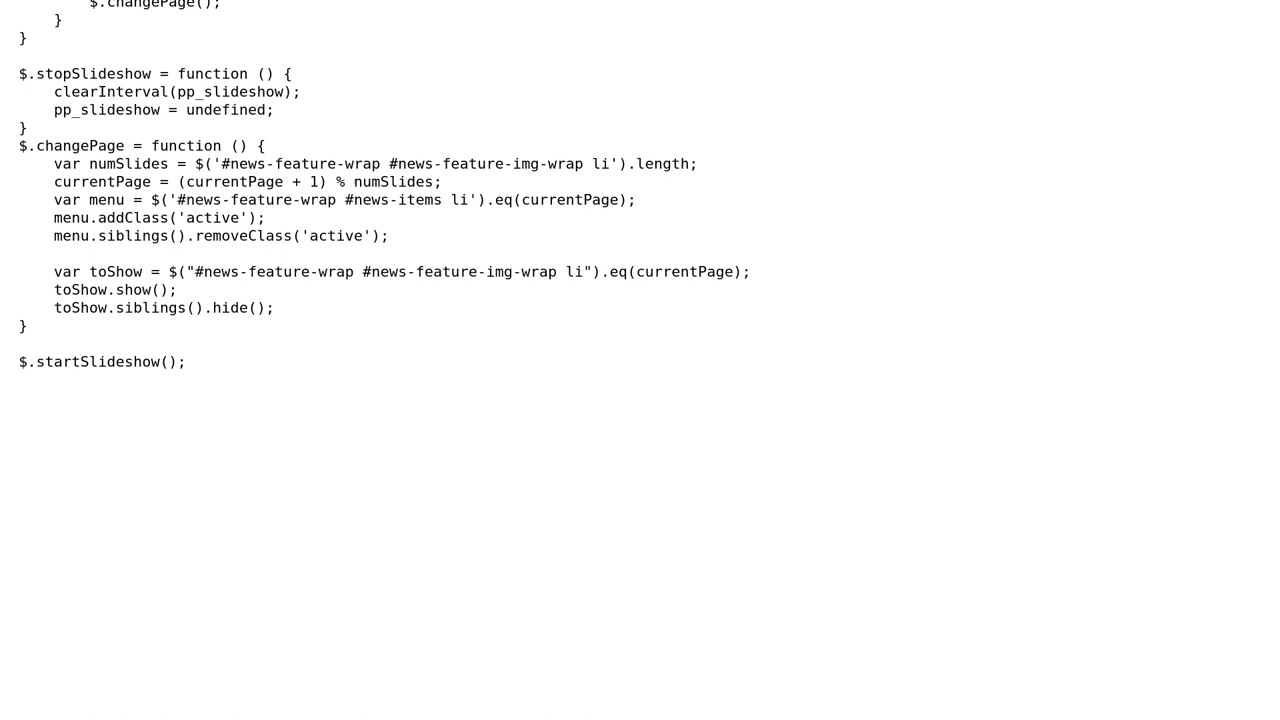 $.changePage();
    }
}

$.stopSlideshow = function () {
    clearInterval(pp_slideshow);
    pp_slideshow = undefined;
}
$.changePage = function () {
    var numSlides = $('#news-feature-wrap #news-feature-img-wrap li').length;
    currentPage = (currentPage + 1) % numSlides;
    var menu = $('#news-feature-wrap #news-items li').eq(currentPage);
    menu.addClass('active');
    menu.siblings().removeClass('active');

    var toShow = $("#news-feature-wrap #news-feature-img-wrap li").eq(currentPage);
    toShow.show();
    toShow.siblings().hide();
}

$.startSlideshow();